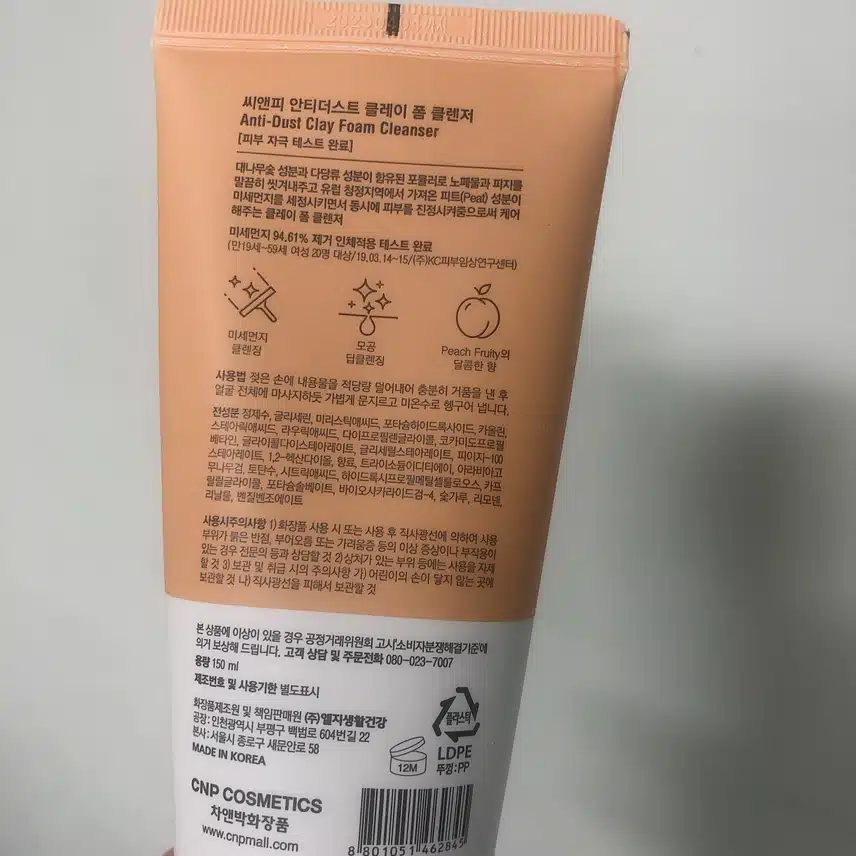 씨앤피 안티더스트 클레이 폼 클렌저
Anti-Dust Clay Foam Cleanser
[피부 자극 테스트 완료]
대나무숯 성분과 다당류 성분이 함유된 포뮬러로 노폐물과 피지를
말끔히 씻겨내주고 유럽 청정지역에서 가져온 피트(Peat) 성분이
미세먼지를 세정시키면서 동시에 피부를 진정시켜줌으로써 케어
해주는 클레이 폼 클렌저
미세먼지 94.61% 제거 인체적용 테스트 완료
(만19세~59세 여성 20명 대상/19.03.14~15/(주)KC피부임상연구센터)
미세먼지
클렌징
모공
딥클렌징
Peach Fruity의
달콤한 향
사용법 젖은 손에 내용물을 적당량 덜어내어 충분히 거품을 낸 후
얼굴 전체에 마사지하듯 가볍게 문지르고 미온수로 헹구어 냅니다.
전성분 정제수, 글리세린, 미리스틱애씨드, 포타슘하이드록사이드, 카올린,
스테아릭애씨드, 라우릭애씨드, 다이프로필렌글라이콜, 코카미도프로필
베타인, 글라이콜다이스테아레이트, 글리세릴스테아레이트, 피이지-100
스테아레이트, 1,2-헥산다이올, 향료, 트라이소듐이디티에이, 아라비아고
무나무검, 토탄수, 시트릭애씨드, 하이드록시프로필메틸셀룰로오스, 카프
릴릴글라이콜, 포타슘솔베이트, 바이오사카라이드검-4, 숯가루, 리모넨,
리날룰, 벤질벤조에이트
사용시주의사항 1) 화장품 사용 시 또는 사용 후 직사광선에 의하여 사용
부위가 붉은 반점, 부어오름 또는 가려움증 등의 이상 증상이나 부작용이
있는 경우 전문의 등과 상담할 것 2) 상처가 있는 부위 등에는 사용을 자제
할 것 3) 보관 및 취급 시의 주의사항 가) 어린이의 손이 닿지 않는 곳에
보관할 것 나) 직사광선을 피해서 보관할 것
본 상품에 이상이 있을 경우 공정거래위원회 고시'소비자분쟁해결기준'에
의거 보상해 드립니다. 고객 상담 및 주문전화 080-023-7007
용량 150 ml
제조번호 및 사용기한 별도표시
화장품제조원 및 책임판매원 (주)엘지생활건강
공장: 인천광역시 부평구 백범로 604번길 22
본사: 서울시 종로구 새문안로 58
MADE IN KOREA
12M
플라스틱
LDPE
뚜껑:PP
CNP COSMETICS
차앤박화장품
www.cnpmall.com
8 801051 462845